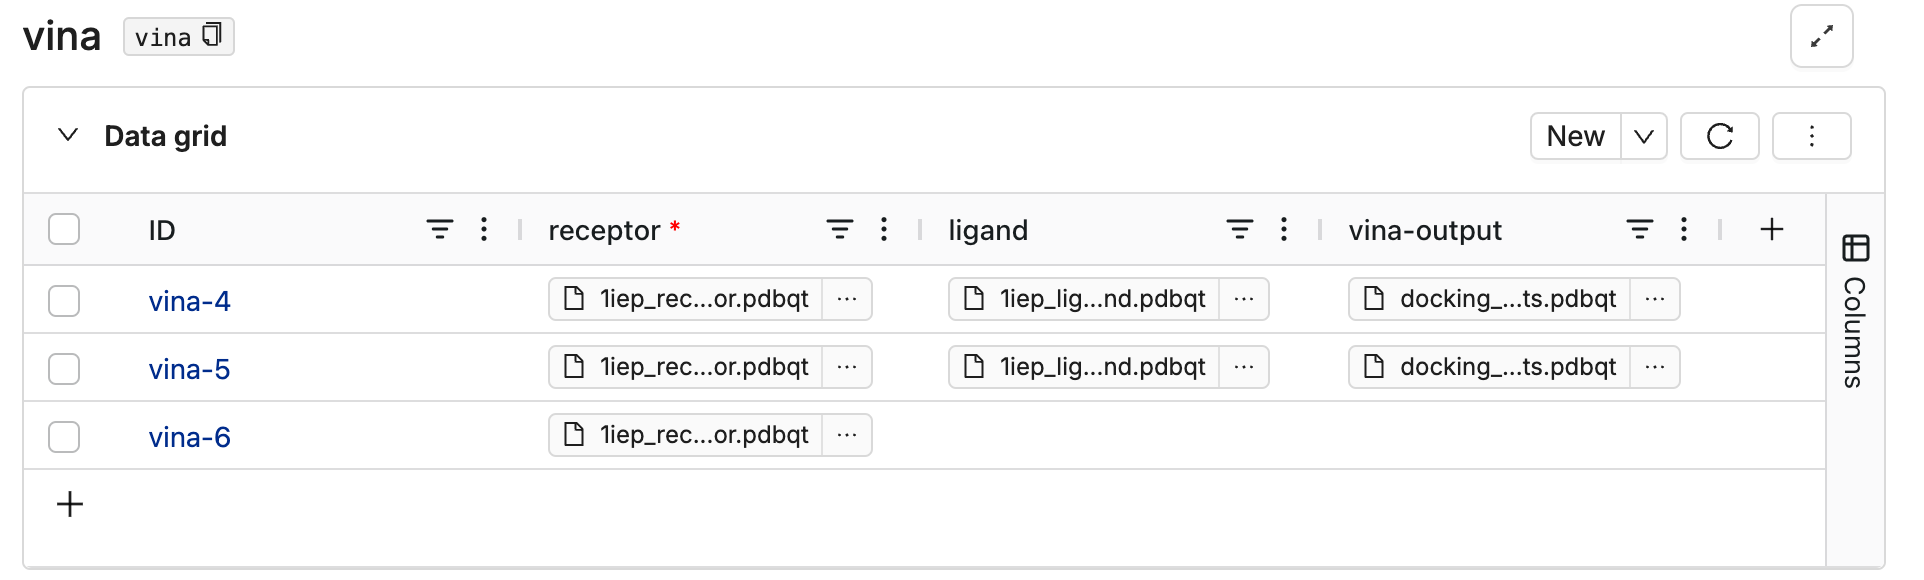 vina vina
Data grid New
ID receptor * ligand vina-output
vina-4 1iep_rec...or.pdbqt ... 1iep_lig...nd.pdbqt ... docking_...ts.pdbqt ...
vina-5 1iep_rec...or.pdbqt ... 1iep_lig...nd.pdbqt ... docking_...ts.pdbqt ...
vina-6 1iep_rec...or.pdbqt ...
Columns